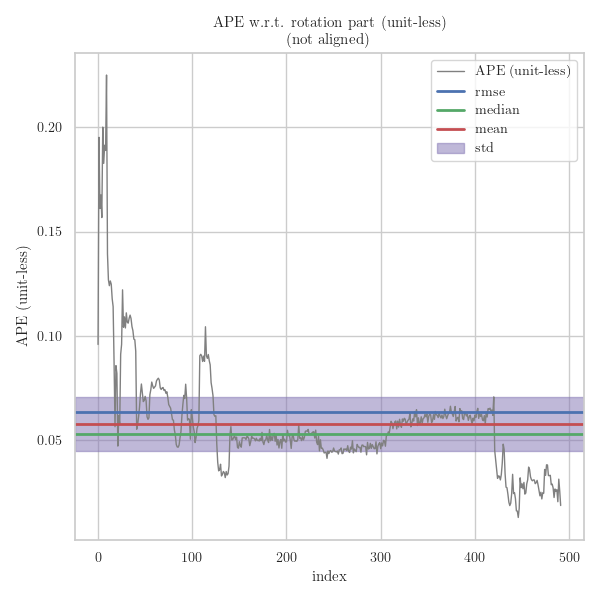 APE w.r.t. rotation part (unit-less)
(not aligned)
APE (unit-less)
rmse
median
mean
std
0.20
0.15
0.10
0.05
APE (unit-less)
0 100 200 300 400 500
index